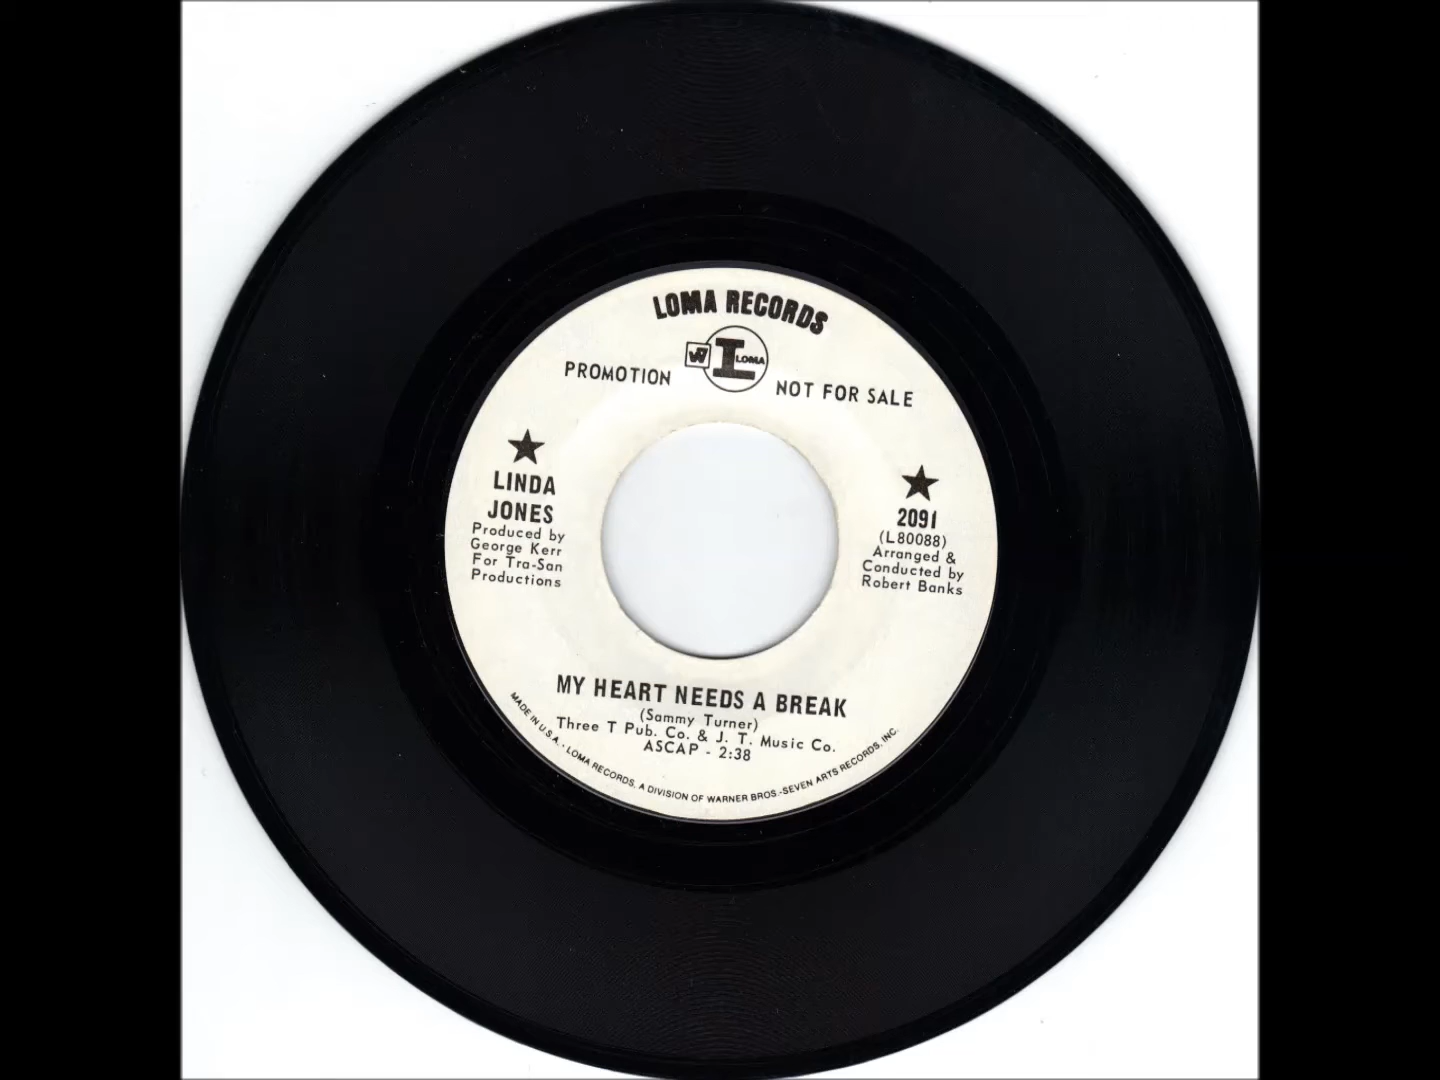 LOMA RECORDS
W7
LOMA
PROMOTION
NOT FOR SALE
LINDA
JONES
Produced by
George Kerr
For Tra-San
Productions
2091
(L80088)
Arranged &
Conducted by
Robert Banks
MY HEART NEEDS A BREAK
(Sammy Turner)
Three T Pub. Co. & J. T. Music Co.
ASCAP - 2:38
MADE IN U.S.A. · LOMA RECORDS, A DIVISION OF WARNER BROS.-SEVEN ARTS RECORDS, INC.